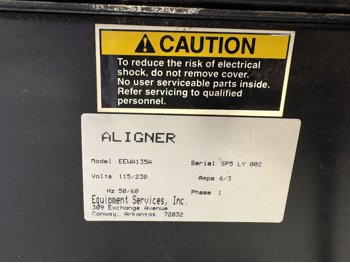 CAUTION
To reduce the risk of electrical
shock, do not remove cover.
No user serviceable parts inside.
Refer servicing to qualified
personnel.
ALIGNER
Model EEWA135A Serial SP5 LY 002
Volts 115/230 Amps 6/3
Hz 50/60 Phase 1
Equipment Services, Inc.
309 Exchange Avenue
Conway, Arkansas 72032